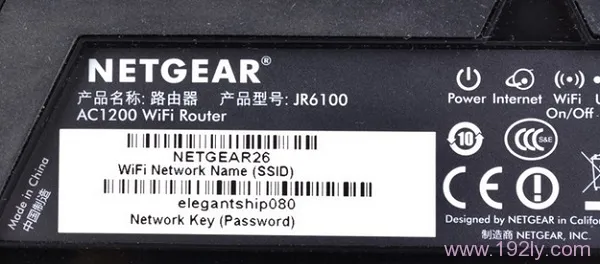 NETGEAR®
产品名称: 路由器 产品型号: JR6100
AC1200 WiFi Router
Power Internet WiFi
On/Off
NETGEAR26
WiFi Network Name (SSID)
elegantship080
Network Key (Password)
Made in China
中国制造
10
CCC S&E
FC CE
Designed by NETGEAR in Califor
制造商 NETGEAR, INC.
www.192ly.com